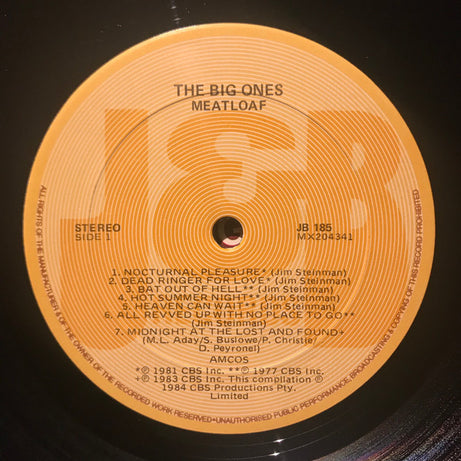 J&B
THE BIG ONES
MEATLOAF
STEREO
SIDE 1
JB 185
MX204341
1. NOCTURNAL PLEASURE* (Jim Steinman)
2. DEAD RINGER FOR LOVE* (Jim Steinman)
3. BAT OUT OF HELL** (Jim Steinman)
4. HOT SUMMER NIGHT** (Jim Steinman)
5. HEAVEN CAN WAIT** (Jim Steinman)
6. ALL REVVED UP WITH NO PLACE TO GO**
(Jim Steinman)
7. MIDNIGHT AT THE LOST AND FOUND+
(M.L. Aday/S. Buslowe/P. Christie/
D. Peyronel)
AMCOS
*℗ 1981 CBS Inc. **℗ 1977 CBS Inc.
+℗ 1983 CBS Inc. This compilation ℗
1984 CBS Productions Pty.
Limited
ALL RIGHTS OF THE MANUFACTURER & OF THE OWNER OF THE RECORDED WORK RESERVED•UNAUTHORISED PUBLIC PERFORMANCE, BROADCASTING & COPYING OF THIS RECORD PROHIBITED